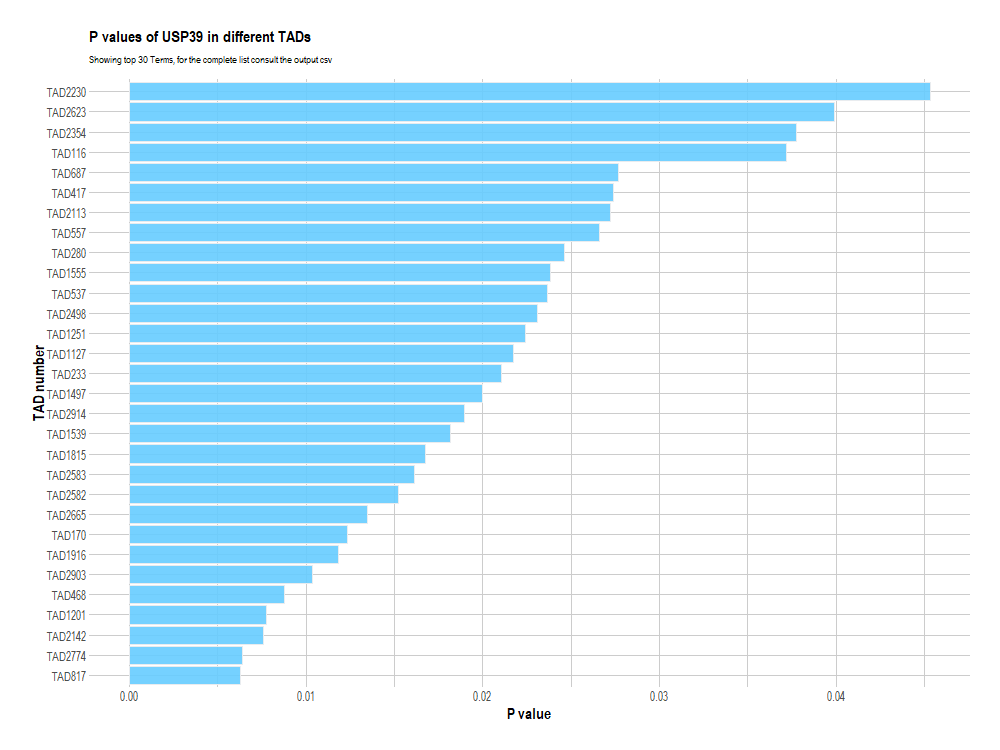 P values of USP39 in different TADs
Showing top 30 Terms, for the complete list consult the output csv
TAD number
TAD2230
TAD2623
TAD2354
TAD116
TAD687
TAD417
TAD2113
TAD557
TAD280
TAD1555
TAD537
TAD2498
TAD1251
TAD1127
TAD233
TAD1497
TAD2914
TAD1539
TAD1815
TAD2583
TAD2582
TAD2665
TAD170
TAD1916
TAD2903
TAD468
TAD1201
TAD2142
TAD2774
TAD817
0.00 0.01 0.02 0.03 0.04
P value